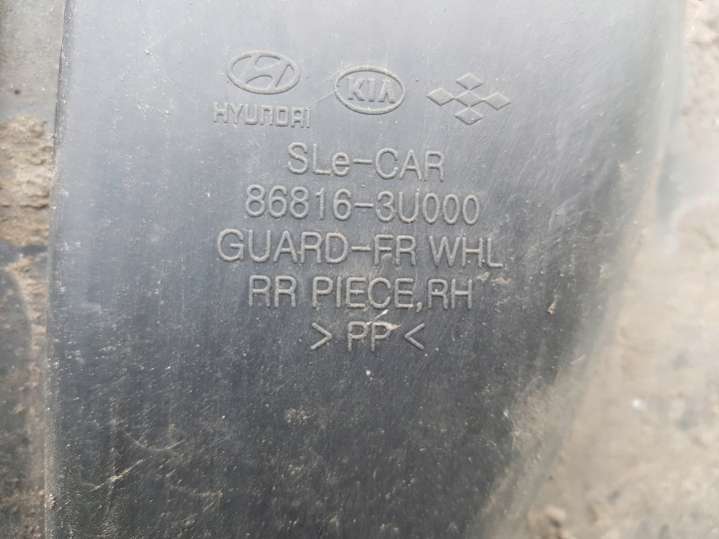 HYUNDAI KIA
SLe-CAR
86816-3U000
GUARD-FR WHL
RR PIECE,RH
> PP <